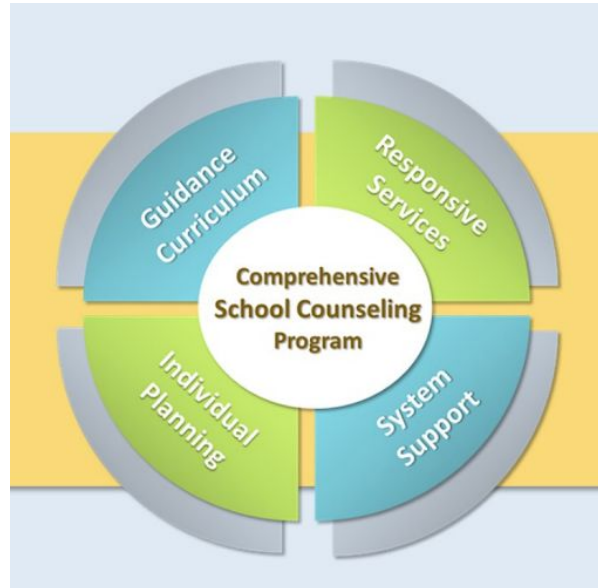 Guidance
Curriculum
Responsive
Services
Comprehensive
School Counseling
Program
Individual
Planning
System
Support